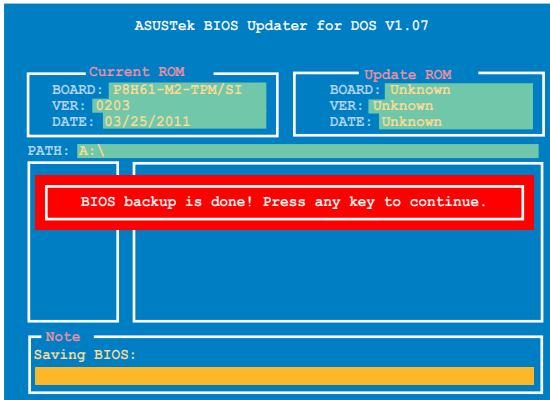 ASUSTek BIOS Updater for DOS V1.07
Current ROM
BOARD: P8H61-M2-TPM/SI
VER: 0203
DATE: 03/25/2011
Update ROM
BOARD: Unknown
VER: Unknown
DATE: Unknown
PATH: A:\
BIOS backup is done! Press any key to continue.
Note
Saving BIOS: